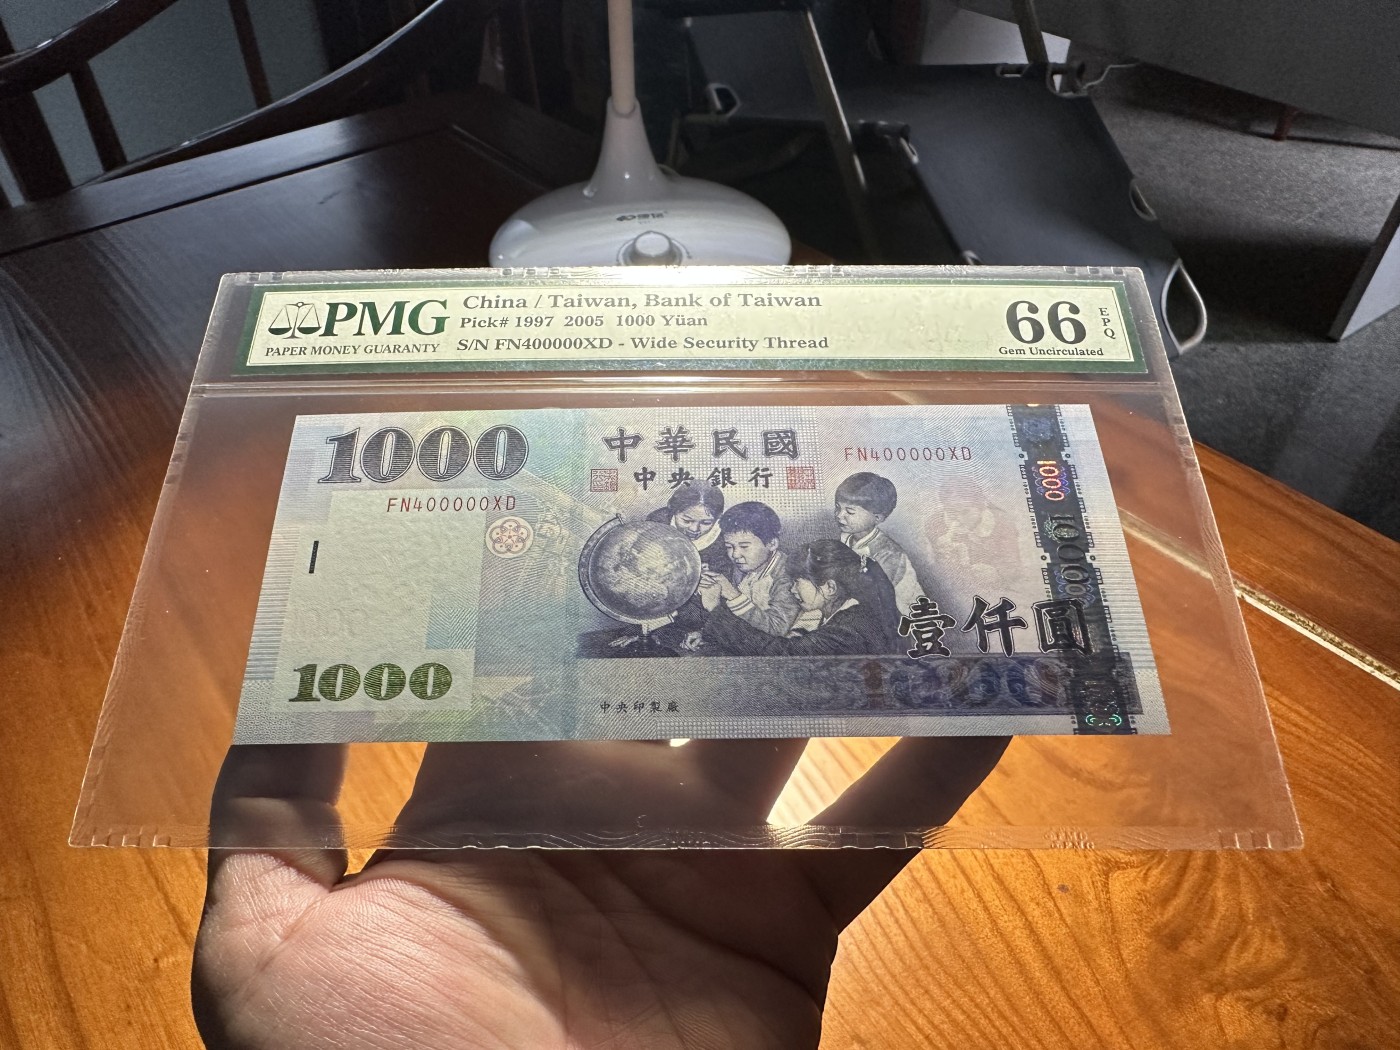 PMG
PAPER MONEY GUARANTY
China / Taiwan, Bank of Taiwan
Pick# 1997 2005 1000 Yüan
S/N FN400000XD - Wide Security Thread
66
EPQ
Gem Uncirculated
1000
中華民國
中央銀行
FN400000XD
FN400000XD
1000
1000
壹仟圓
1000
中央印製廠